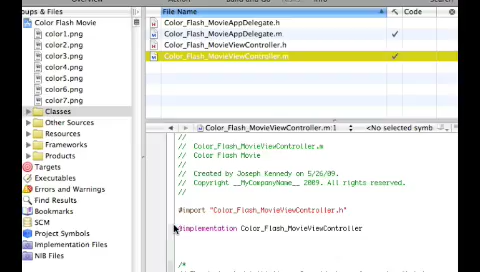 Overview Action Build and Go
Groups & Files
File Name Code
Color Flash Movie
color1.png
color2.png
color3.png
color4.png
color5.png
color6.png
color7.png
Classes
Other Sources
Resources
Frameworks
Products
Targets
Executables
Errors and Warnings
Find Results
Bookmarks
SCM
Project Symbols
Implementation Files
NIB Files
Color_Flash_MovieAppDelegate.h
Color_Flash_MovieAppDelegate.m
Color_Flash_MovieViewController.h
Color_Flash_MovieViewController.m
Color_Flash_MovieViewController.m:1 <No selected symb
//
// Color_Flash_MovieViewController.m
// Color Flash Movie
//
// Created by Joseph Kennedy on 5/26/09.
// Copyright __MyCompanyName__ 2009. All rights reserved.
//
#import "Color_Flash_MovieViewController.h"
@implementation Color_Flash_MovieViewController
/*